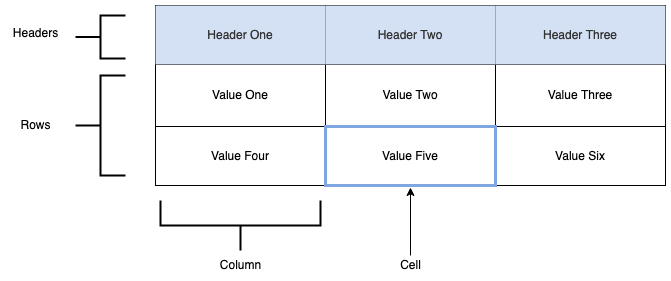 Headers
Header One
Header Two
Header Three
Rows
Value One
Value Two
Value Three
Value Four
Value Five
Value Six
Column
Cell